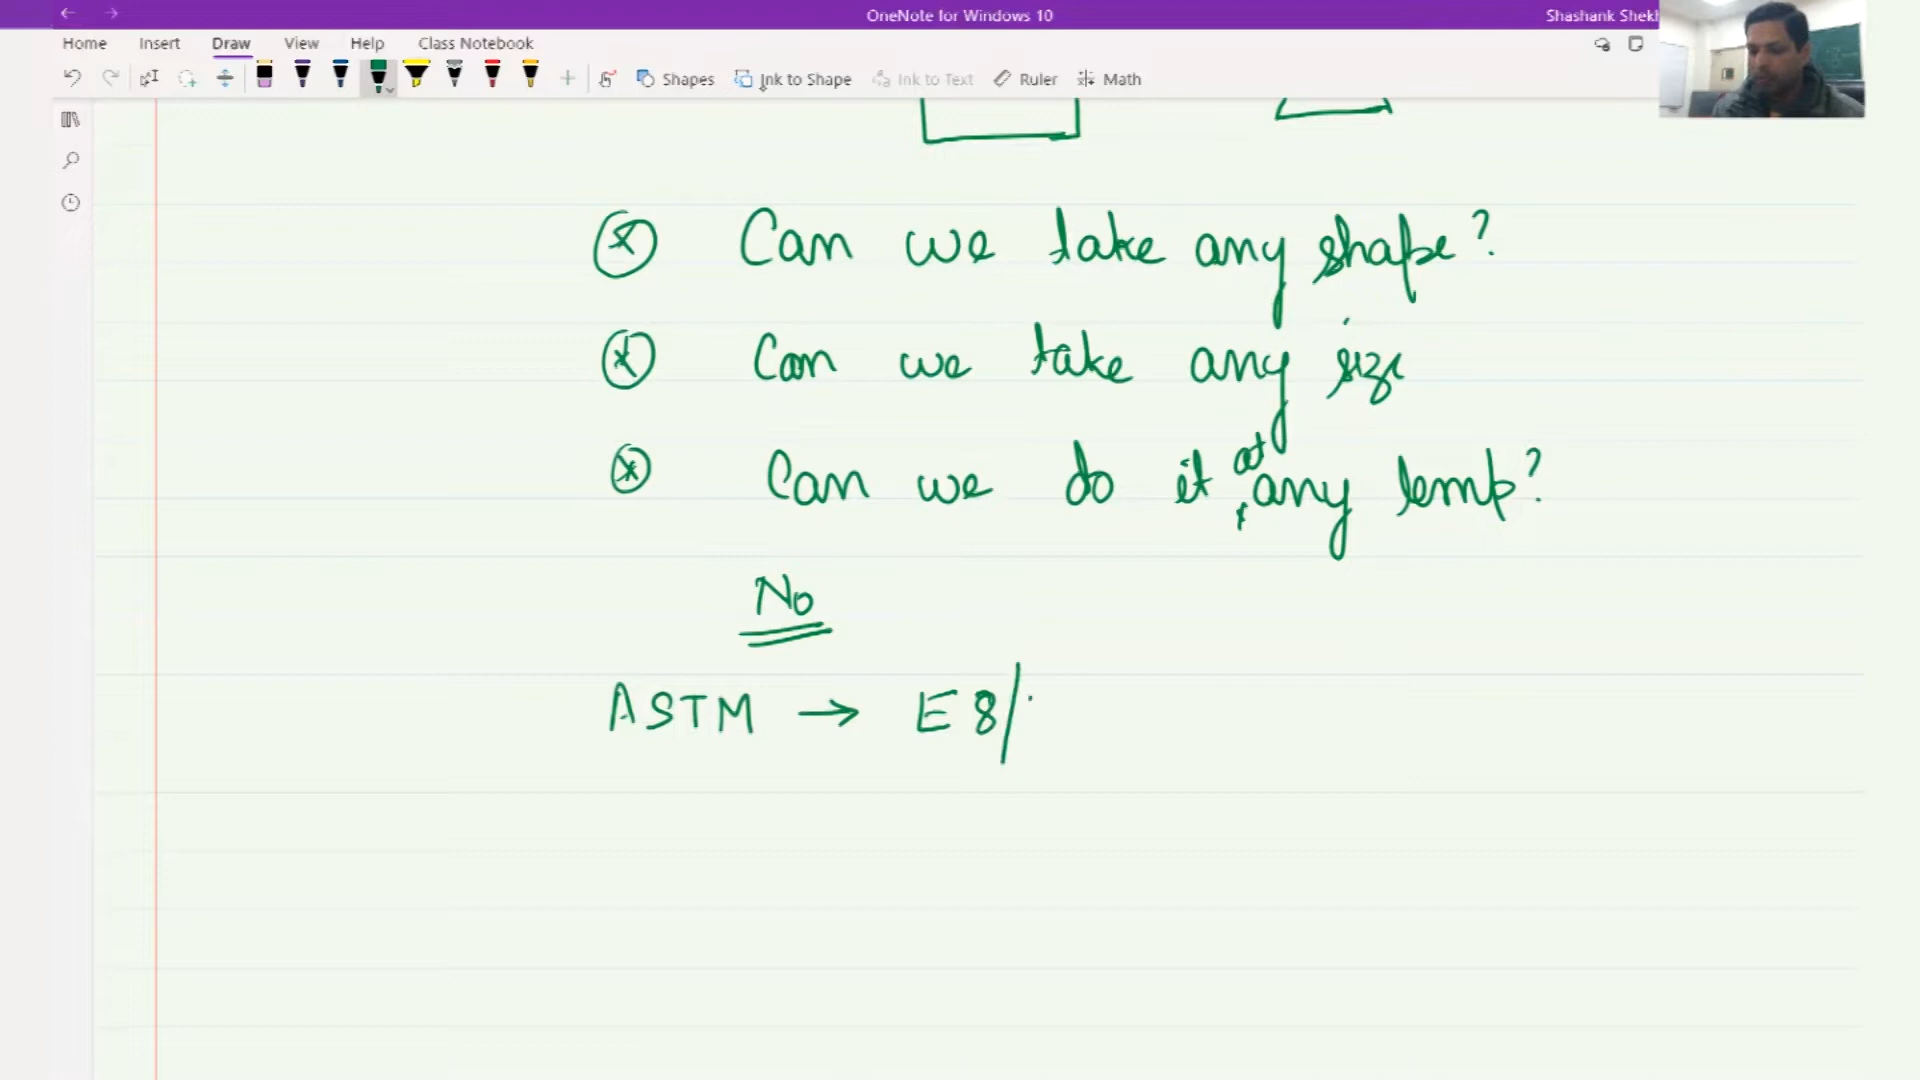 OneNote for Windows 10
Shashank Shekh
Home Insert Draw View Help Class Notebook
Shapes Ink to Shape Ink to Text Ruler Math
Can we take any shape?
Can we take any size
Can we do it at any temp?
No
ASTM → E8/